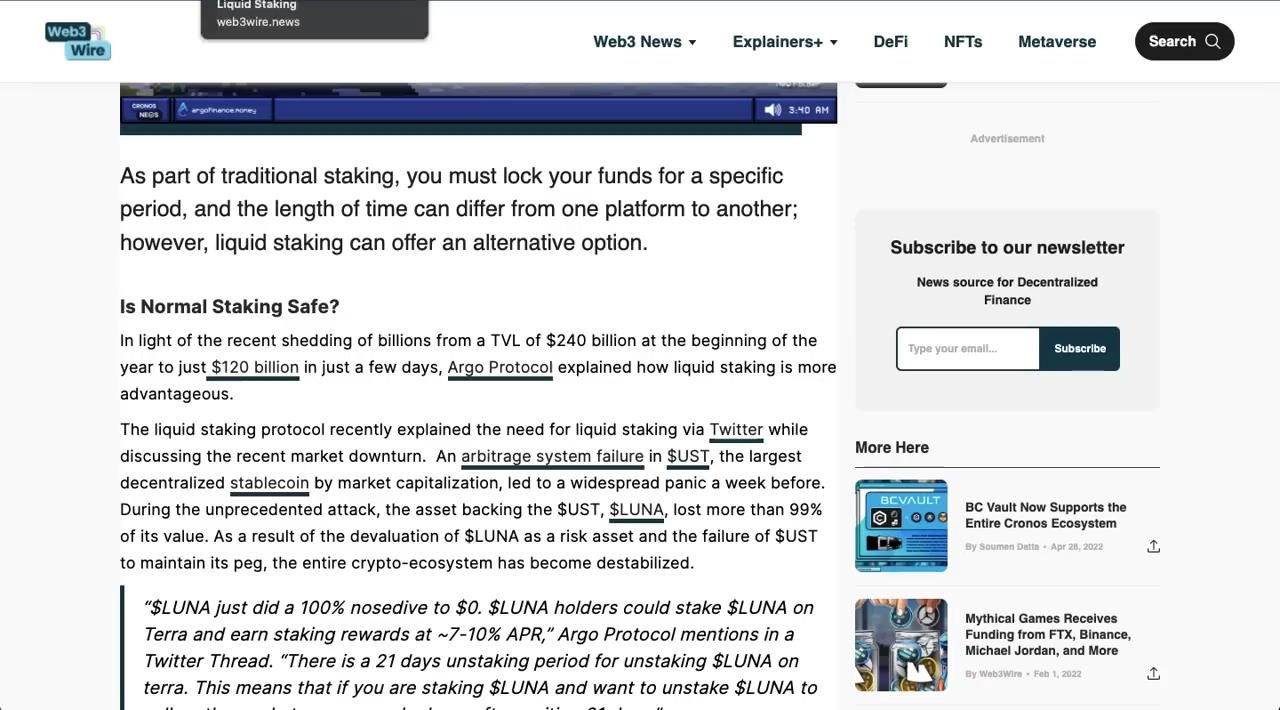 Liquid Staking
web3wire.news
Web3
Wire
Web3 News
Explainers+
DeFi
NFTs
Metaverse
Search
CRONOS
NEWS
argofinance.money
3:40 AM
As part of traditional staking, you must lock your funds for a specific
period, and the length of time can differ from one platform to another;
however, liquid staking can offer an alternative option.
Is Normal Staking Safe?
In light of the recent shedding of billions from a TVL of $240 billion at the beginning of the
year to just $120 billion in just a few days, Argo Protocol explained how liquid staking is more
advantageous.
The liquid staking protocol recently explained the need for liquid staking via Twitter while
discussing the recent market downturn.  An arbitrage system failure in $UST, the largest
decentralized stablecoin by market capitalization, led to a widespread panic a week before.
During the unprecedented attack, the asset backing the $UST, $LUNA, lost more than 99%
of its value. As a result of the devaluation of $LUNA as a risk asset and the failure of $UST
to maintain its peg, the entire crypto-ecosystem has become destabilized.
“$LUNA just did a 100% nosedive to $0. $LUNA holders could stake $LUNA on
Terra and earn staking rewards at ~7-10% APR,” Argo Protocol mentions in a
Twitter Thread. “There is a 21 days unstaking period for unstaking $LUNA on
terra. This means that if you are staking $LUNA and want to unstake $LUNA to
Advertisement
Subscribe to our newsletter
News source for Decentralized
Finance
Type your email...
Subscribe
More Here
BCVAULT
BC Vault Now Supports the
Entire Cronos Ecosystem
By Soumen Datta • Apr 28, 2022
Mythical Games Receives
Funding from FTX, Binance,
Michael Jordan, and More
By Web3Wire • Feb 1, 2022